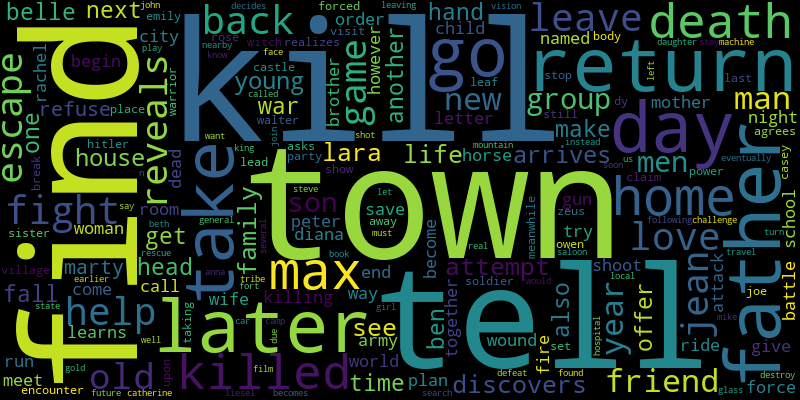 belle next back hand leave death
john decides leaving vision
emily forced order visit child named body nearby
city rose witch realizes face daughter stay machine
find kill go return
escape rachel begin play castle young game however another brother leaf new group stop left last
reveals warrior know called war walter letter make dy mother man
refuse place one hitler want shot mountain instead still night agrees
house dead king asks join lara life horse arrives day men us power eventually
break room lead party show soon claim
fight take town home father
say beth steve let gun zeus casey
sister woman get family son peter save diana away become meanwhile try owen following challenge school
village rescue general several must book real saloon love travel turn battle
marty head anna tribe max end attempt shoot local attack joe
fall earlier come call fort killing way girl soldier would
help wife tell jean
state well taking car camp due later see ben together wound also year offer ride mike
learns army hospital fire
run gold upon killed world set give glass destroy
meet old film time plan discovers friend force
encounter future catherine liesel becomes search defeat found